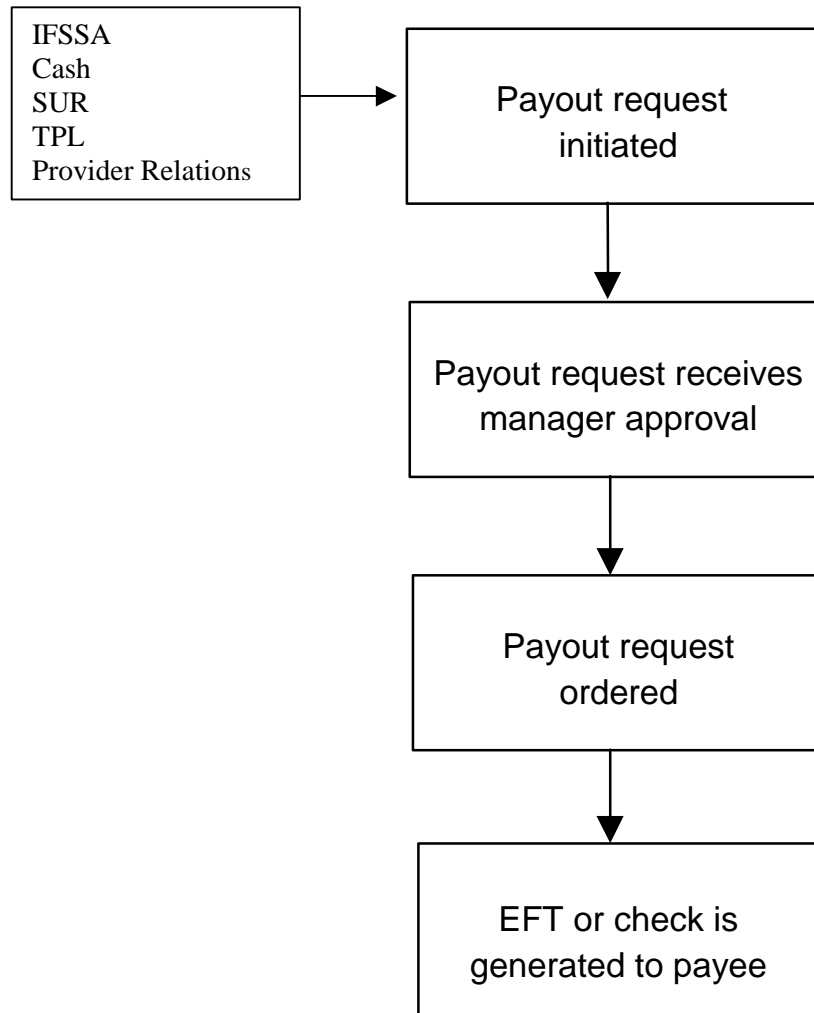 IFSSA
Cash
SUR
TPL
Provider Relations
Payout request
initiated
Payout request receives
manager approval
Payout request
ordered
EFT or check is
generated to payee